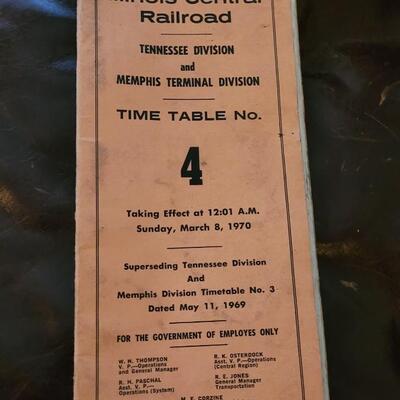 Illinois Central
Railroad
TENNESSEE DIVISION
and
MEMPHIS TERMINAL DIVISION
TIME TABLE No.
4
Taking Effect at 12:01 A.M.
Sunday, March 8, 1970
Superseding Tennessee Division
And
Memphis Division Timetable No. 3
Dated May 11, 1969
FOR THE GOVERNMENT OF EMPLOYES ONLY
W. H. THOMPSON
V. P.—Operations
and General Manager
R. K. OSTERDOCK
Asst. V. P.—Operations
(Central Region)
R. H. PASCHAL
Asst. V. P.—
Operations (System)
R. E. JONES
General Manager
Transportation
M. E. CORZINE